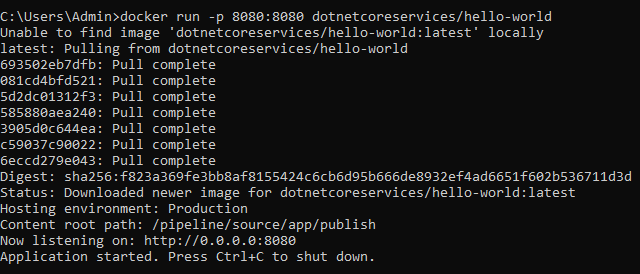 C:\Users\Admin>docker run -p 8080:8080 dotnetcoreservices/hello-world
Unable to find image 'dotnetcoreservices/hello-world:latest' locally
latest: Pulling from dotnetcoreservices/hello-world
693502eb7dfb: Pull complete
081cd4bfd521: Pull complete
5d2dc01312f3: Pull complete
585880aea240: Pull complete
3905d0c644ea: Pull complete
c59037c90022: Pull complete
6eccd279e043: Pull complete
Digest: sha256:f823a369fe3bb8af8155424c6cb6d95b666de8932ef4ad6651f602b536711d3d
Status: Downloaded newer image for dotnetcoreservices/hello-world:latest
Hosting environment: Production
Content root path: /pipeline/source/app/publish
Now listening on: http://0.0.0.0:8080
Application started. Press Ctrl+C to shut down.